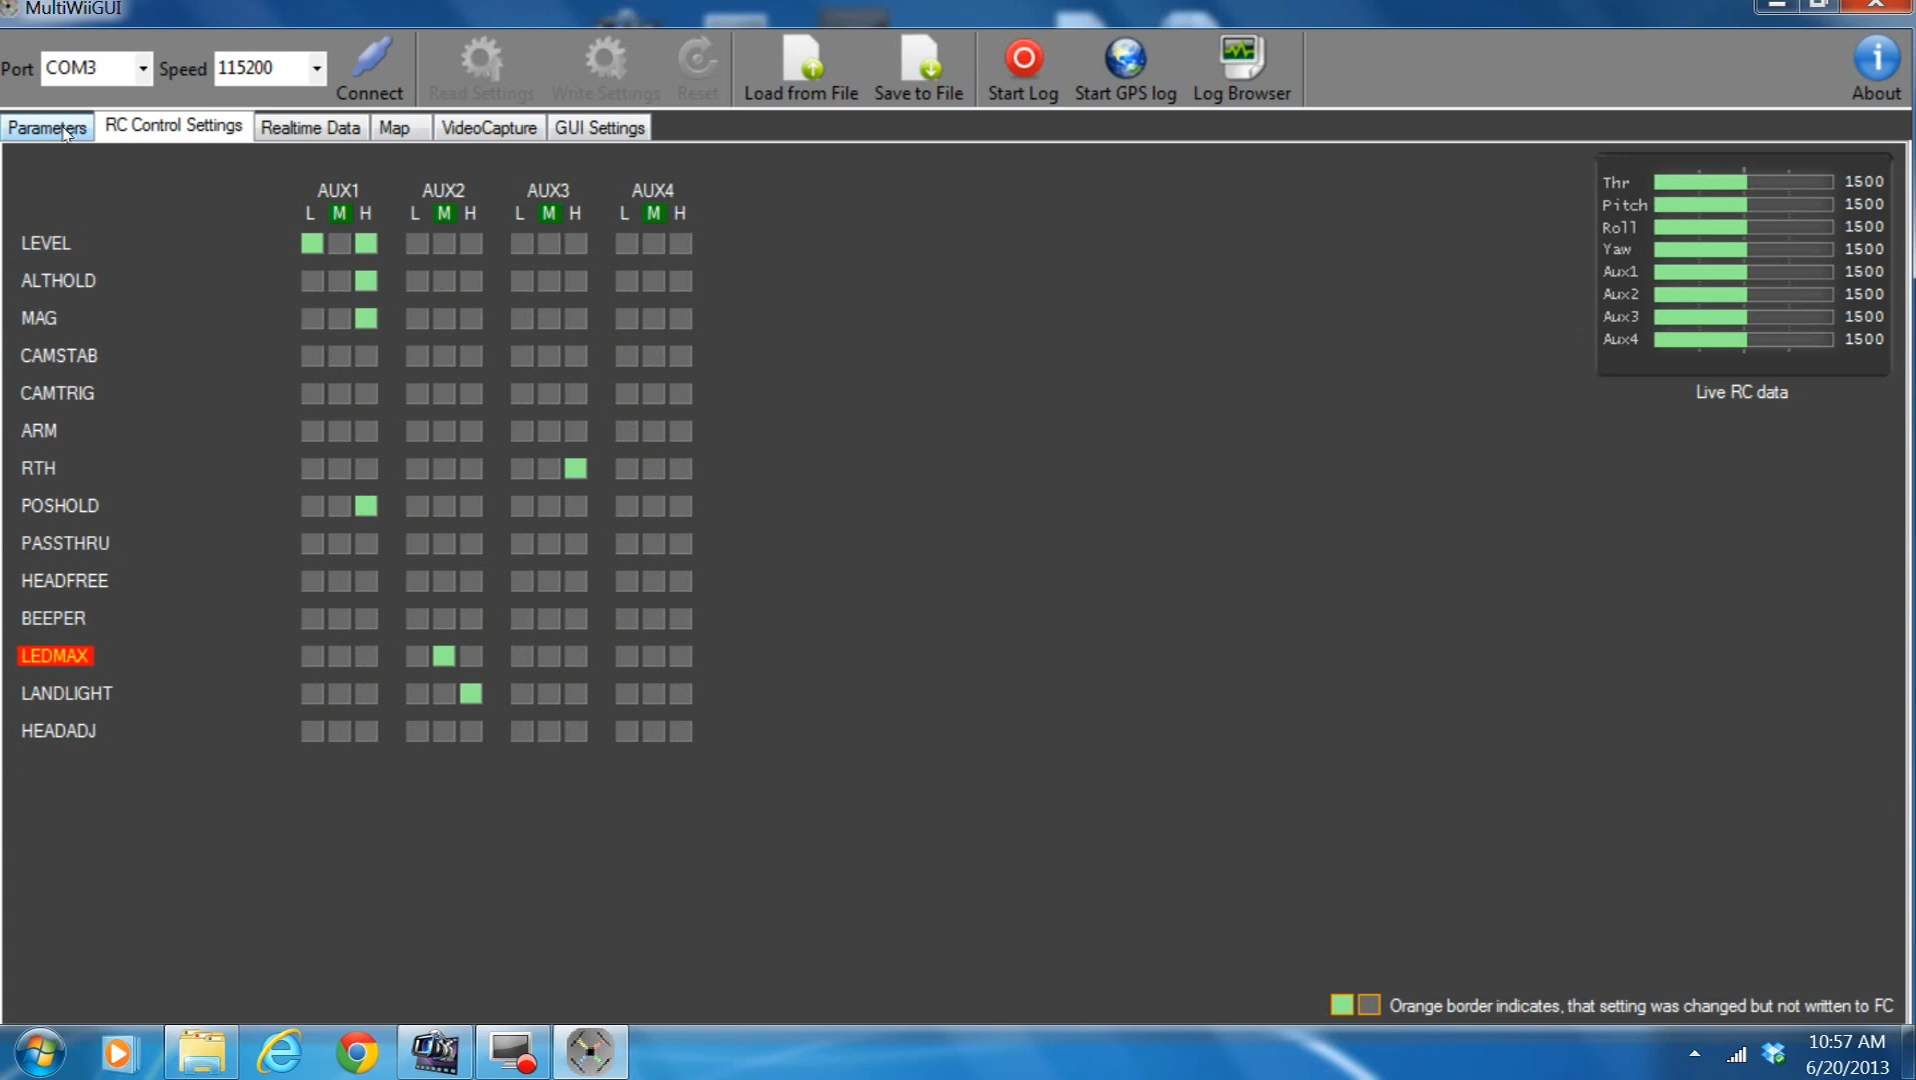 MultiWiiGUI
Port COM3 Speed 115200 Connect Read Settings Write Settings Reset Load from File Save to File Start Log Start GPS log Log Browser About
Parameters RC Control Settings Realtime Data Map VideoCapture GUI Settings
AUX1 AUX2 AUX3 AUX4
L M H L M H L M H L M H
LEVEL
ALTHOLD
MAG
CAMSTAB
CAMTRIG
ARM
RTH
POSHOLD
PASSTHRU
HEADFREE
BEEPER
LEDMAX
LANDLIGHT
HEADADJ
Thr 1500
Pitch 1500
Roll 1500
Yaw 1500
Aux1 1500
Aux2 1500
Aux3 1500
Aux4 1500
Live RC data
Orange border indicates, that setting was changed but not written to FC
10:57 AM
6/20/2013